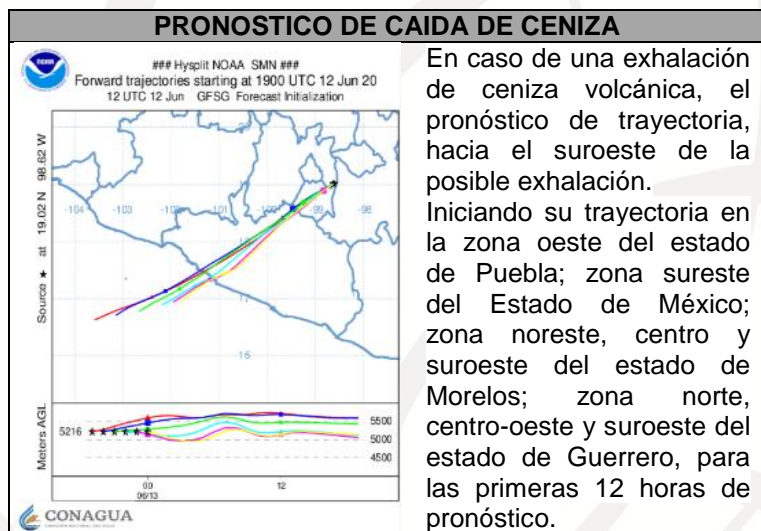 PRONOSTICO DE CAIDA DE CENIZA
### Hysplit NOAA SMN ###
Forward trajectories starting at 1900 UTC 12 Jun 20
12 UTC 12 Jun GFSG Forecast Initialization
Source ★ at 19.02 N 98.62 W
-104 -103 -101 -99 -98
17
16
Meters AGL
5216
5500
5000
4500
00 12
06/13
CONAGUA
En caso de una exhalación
de ceniza volcánica, el
pronóstico de trayectoria,
hacia el suroeste de la
posible exhalación.
Iniciando su trayectoria en
la zona oeste del estado
de Puebla; zona sureste
del Estado de México;
zona noreste, centro y
suroeste del estado de
Morelos; zona norte,
centro-oeste y suroeste del
estado de Guerrero, para
las primeras 12 horas de
pronóstico.